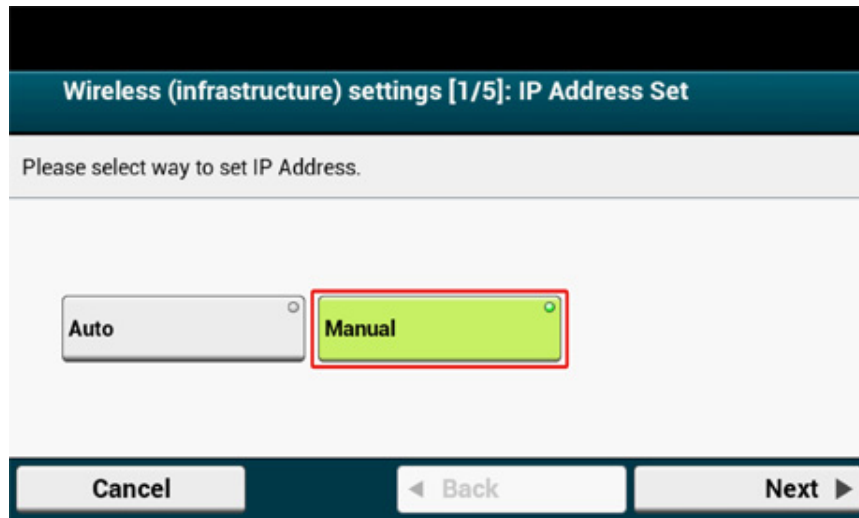 Wireless (infrastructure) settings [1/5]: IP Address Set
Please select way to set IP Address.
Auto
Manual
Cancel
◀ Back
Next ▶